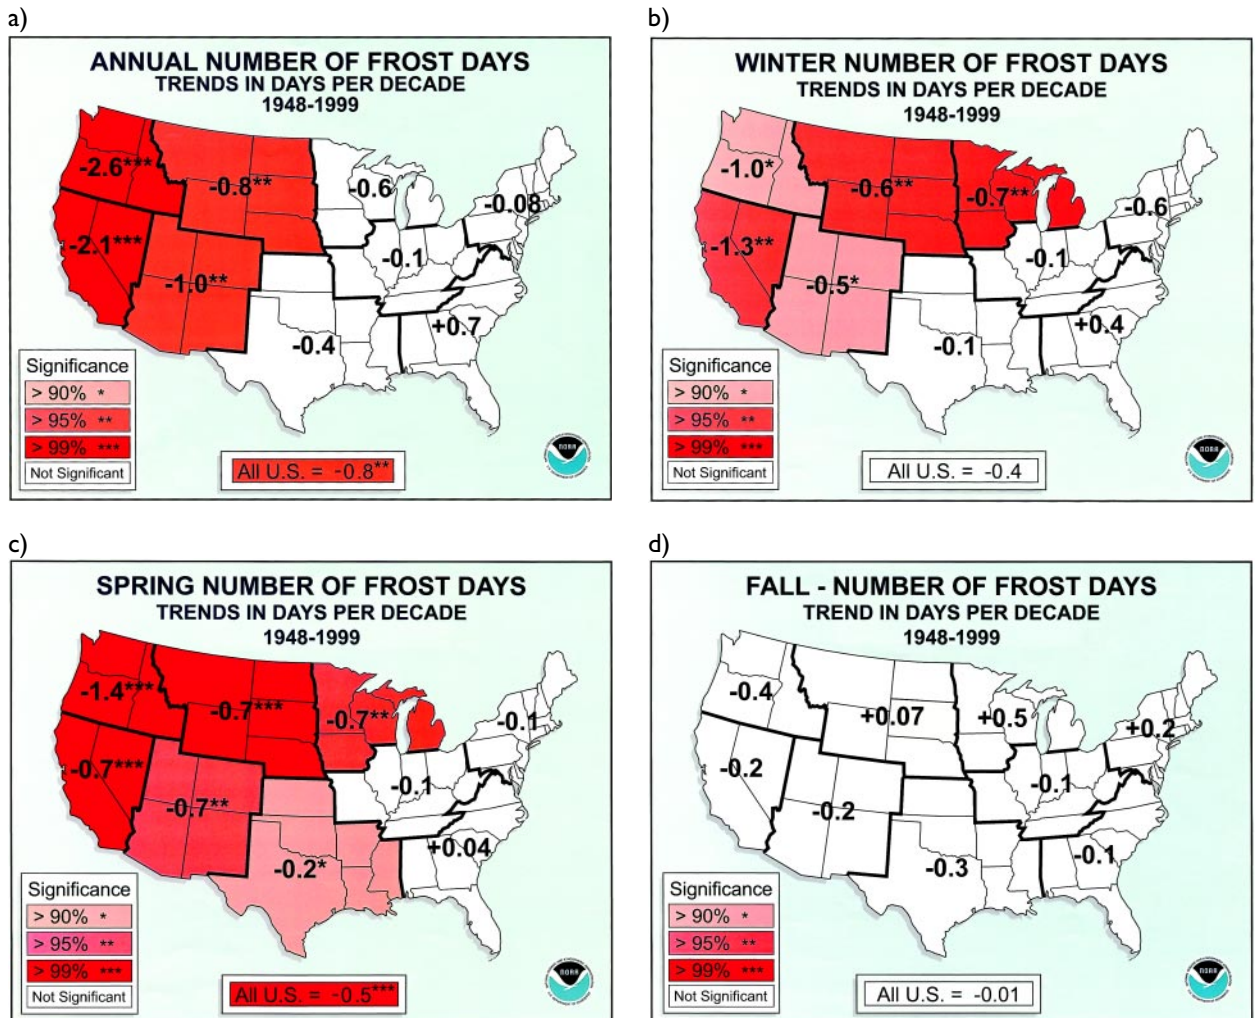 a)
ANNUAL NUMBER OF FROST DAYS
TRENDS IN DAYS PER DECADE
1948-1999
-2.6***
-0.8**
-0.6
-0.08
-2.1***
-1.0**
-0.1
-0.4
+0.7
Significance
> 90% *
> 95% **
> 99% ***
Not Significant
All U.S. = -0.8**
NOAA
b)
WINTER NUMBER OF FROST DAYS
TRENDS IN DAYS PER DECADE
1948-1999
-1.0*
-0.6**
-0.7**
-0.6
-1.3**
-0.5*
-0.1
-0.1
+0.4
Significance
> 90% *
> 95% **
> 99% ***
Not Significant
All U.S. = -0.4
NOAA
c)
SPRING NUMBER OF FROST DAYS
TRENDS IN DAYS PER DECADE
1948-1999
-1.4***
-0.7***
-0.7**
-0.1
-0.7***
-0.7**
-0.1
-0.2*
+0.04
Significance
> 90% *
> 95% **
> 99% ***
Not Significant
All U.S. = -0.5***
NOAA
d)
FALL - NUMBER OF FROST DAYS
TREND IN DAYS PER DECADE
1948-1999
-0.4
+0.07
+0.5
+0.2
-0.2
-0.2
-0.1
-0.3
-0.1
Significance
> 90% *
> 95% **
> 99% ***
Not Significant
All U.S. = -0.01
NOAA